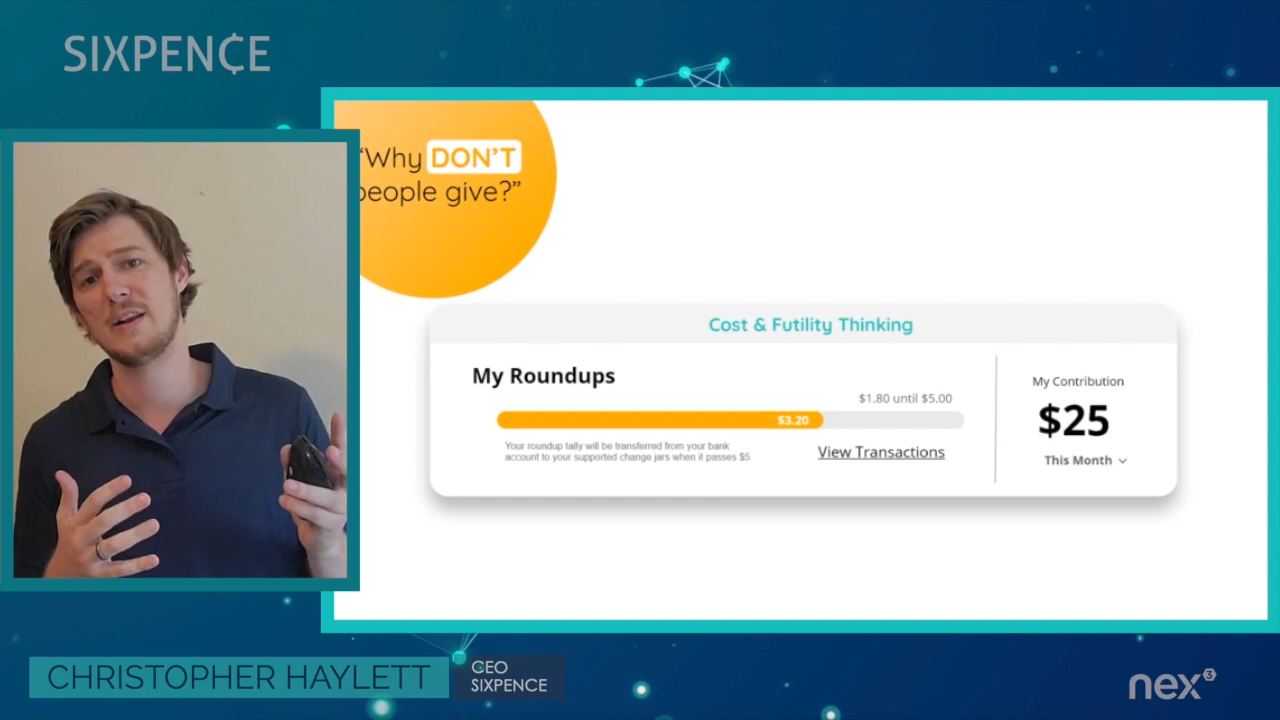 SIXPEN₵E
“Why DON’T
people give?”
Cost & Futility Thinking
My Roundups
$1.80 until $5.00
$3.20
Your roundup tally will be transferred from your bank
account to your supported change jars when it passes $5
View Transactions
My Contribution
$25
This Month
CHRISTOPHER HAYLETT
CEO
SIXPENCE
nex3